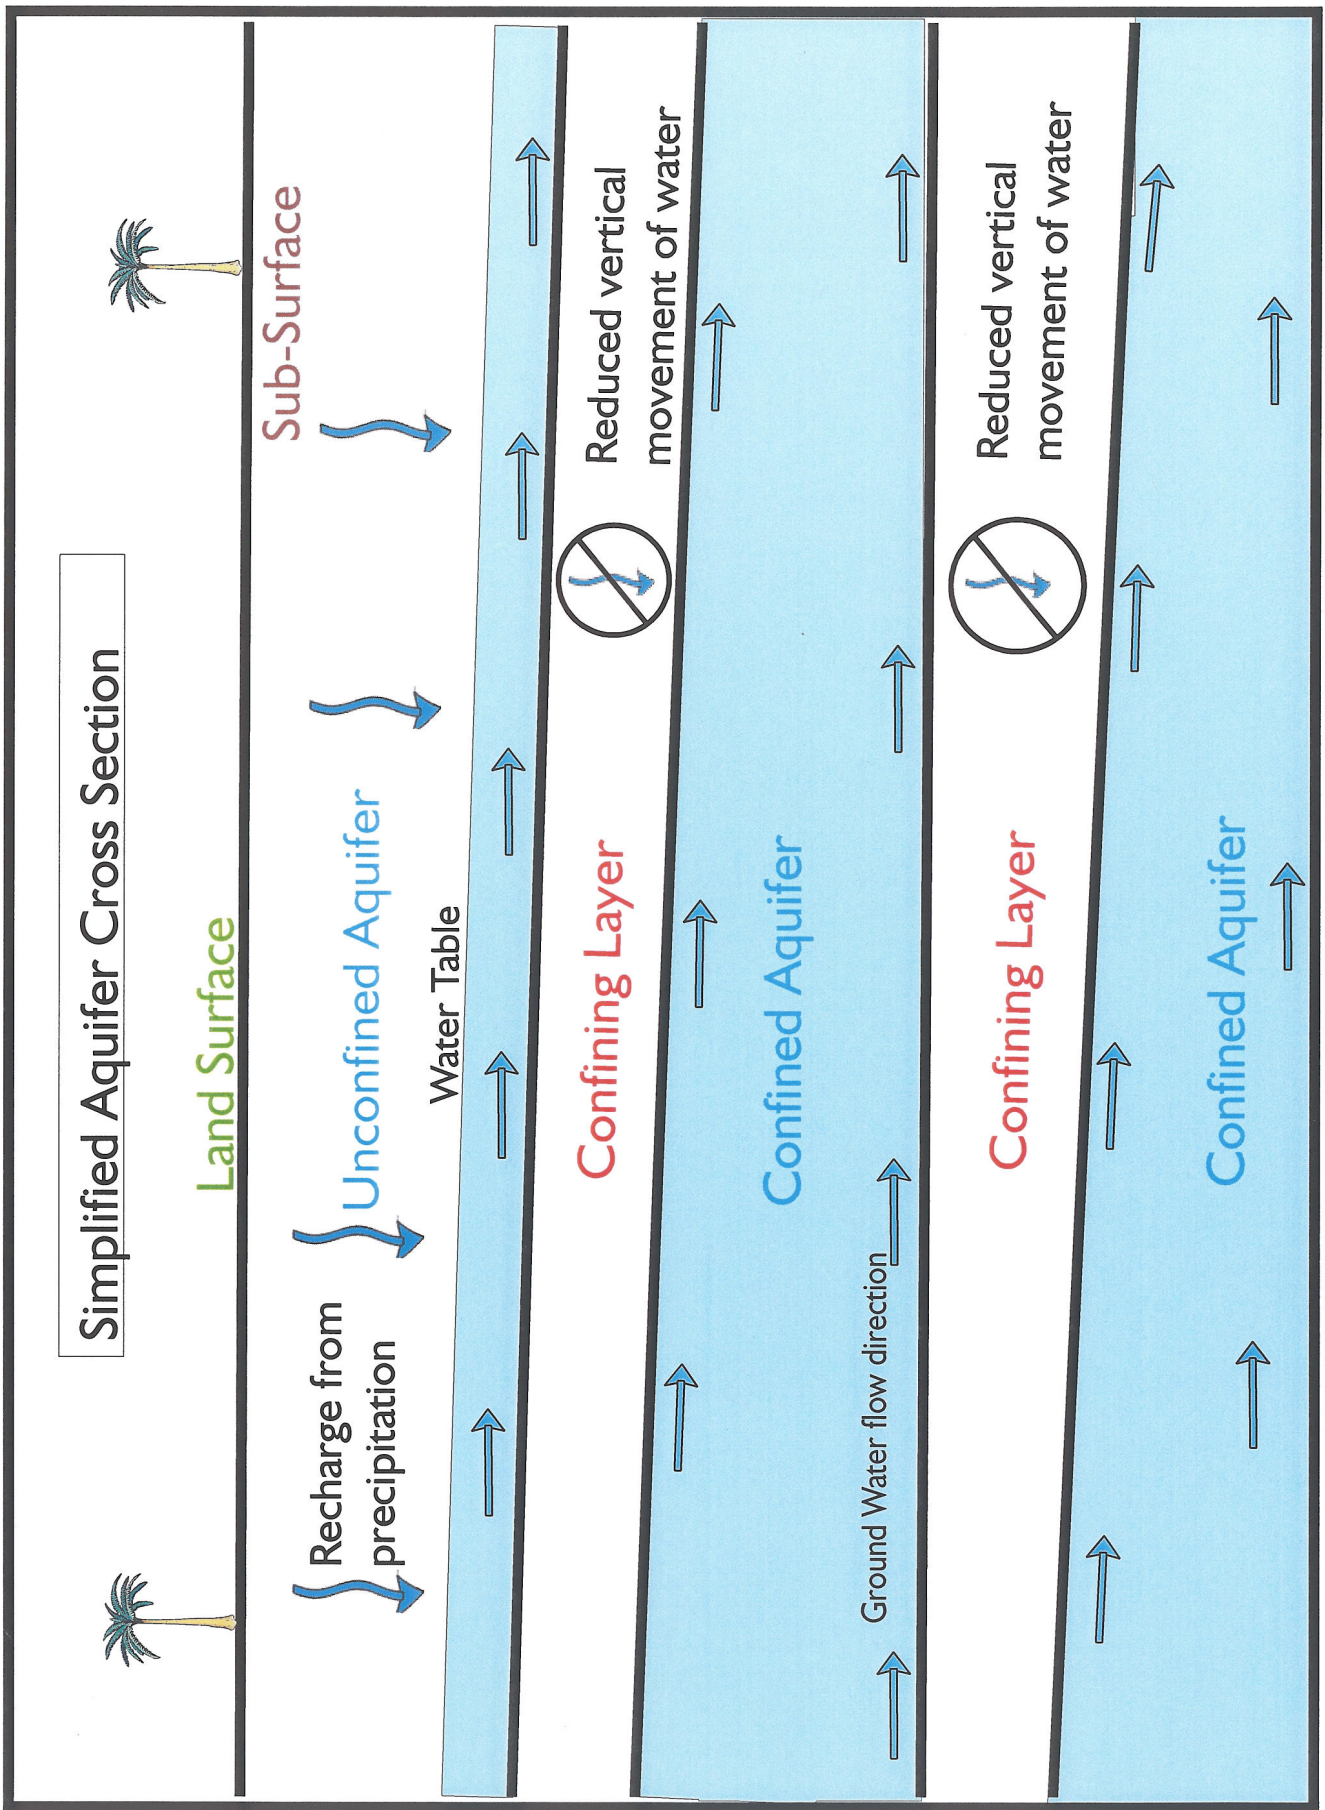 Simplified Aquifer Cross Section
Land Surface
Sub-Surface
Recharge from
precipitation
Unconfined Aquifer
Water Table
Confining Layer
Reduced vertical
movement of water
Confined Aquifer
Ground Water flow direction
Confining Layer
Reduced vertical
movement of water
Confined Aquifer